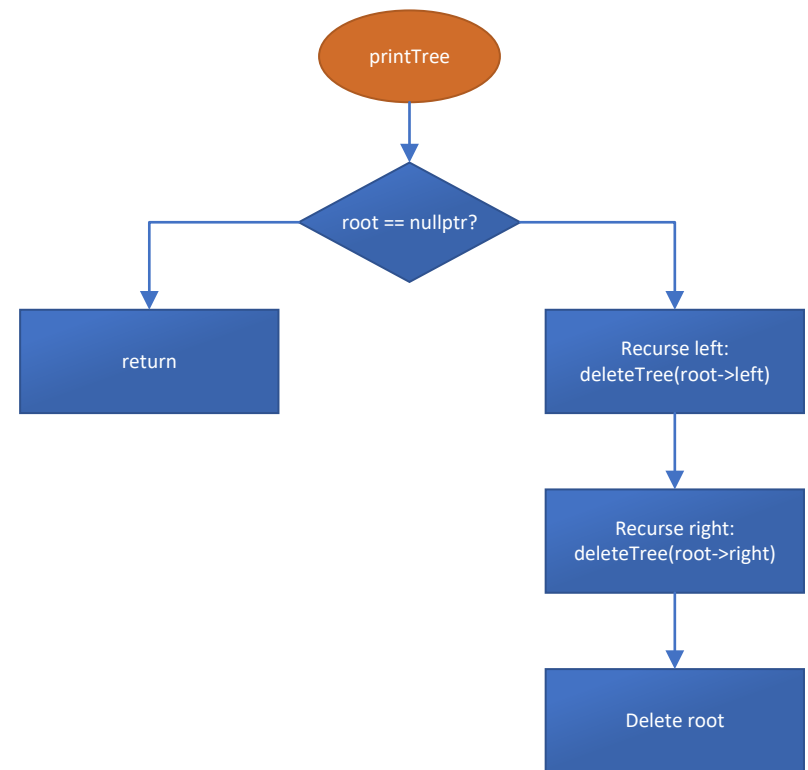 printTree
root == nullptr?
return
Recurse left:
deleteTree(root->left)
Recurse right:
deleteTree(root->right)
Delete root